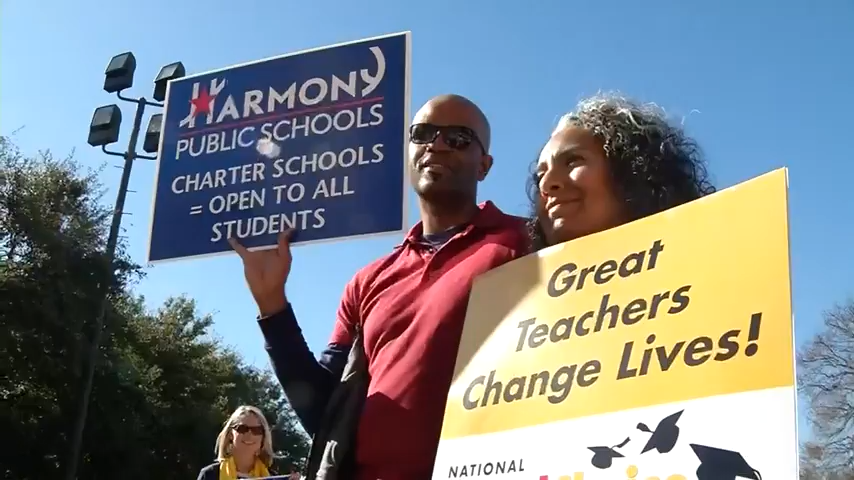 HARMONY
PUBLIC SCHOOLS
CHARTER SCHOOLS
= OPEN TO ALL
STUDENTS
Great
Teachers
Change Lives!
NATIONAL